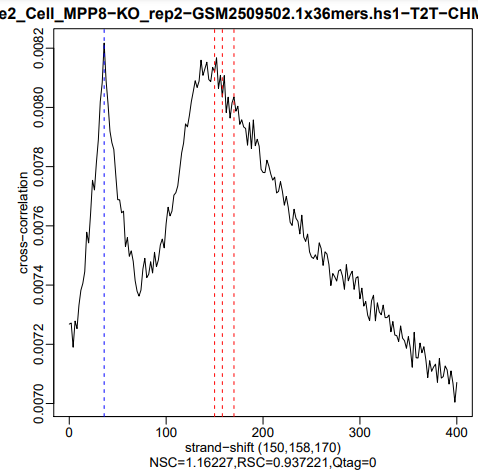 e2_Cell_MPP8−KO_rep2−GSM2509502.1x36mers.hs1−T2T−CHM
0.0082
0.0080
0.0078
0.0076
0.0074
0.0072
0.0070
cross−correlation
0 100 200 300 400
strand−shift (150,158,170)
NSC=1.16227,RSC=0.937221,Qtag=0